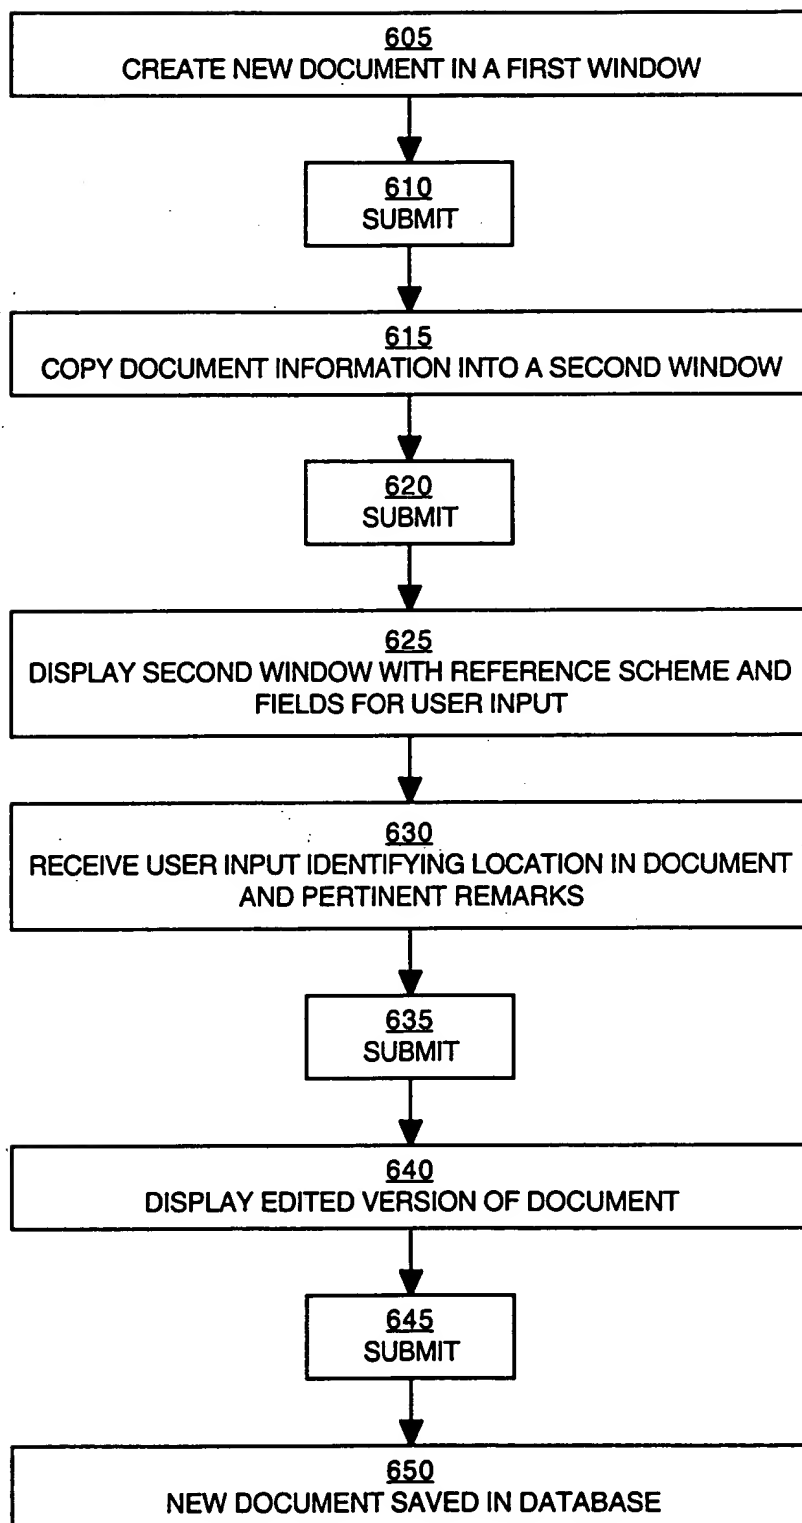 605
CREATE NEW DOCUMENT IN A FIRST WINDOW
610
SUBMIT
615
COPY DOCUMENT INFORMATION INTO A SECOND WINDOW
620
SUBMIT
625
DISPLAY SECOND WINDOW WITH REFERENCE SCHEME AND
FIELDS FOR USER INPUT
630
RECEIVE USER INPUT IDENTIFYING LOCATION IN DOCUMENT
AND PERTINENT REMARKS
635
SUBMIT
640
DISPLAY EDITED VERSION OF DOCUMENT
645
SUBMIT
650
NEW DOCUMENT SAVED IN DATABASE